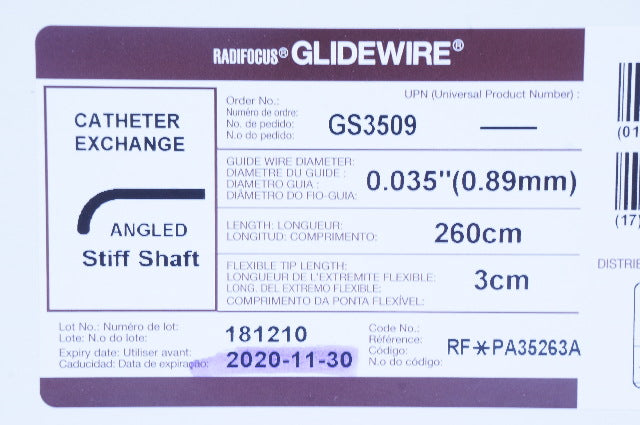 RADIFOCUS® GLIDEWIRE®
CATHETER
EXCHANGE
ANGLED
Stiff Shaft
Order No.:
Numéro de ordre:
No. de pedido:
N.o do pedido:
GS3509
UPN (Universal Product Number) :
GUIDE WIRE DIAMETER:
DIAMETRE DU GUIDE :
DIAMETRO GUIA :
DIÂMETRO DO FIO-GUIA:
0.035"(0.89mm)
LENGTH: LONGUEUR:
LONGITUD: COMPRIMENTO:
260cm
FLEXIBLE TIP LENGTH:
LONGUEUR DE L'EXTREMITE FLEXIBLE:
LONG. DEL EXTREMO FLEXIBLE:
COMPRIMENTO DA PONTA FLEXÍVEL:
3cm
Lot No.: Numéro de lot:
Lote: N.o do lote:
181210
Expiry date: Utiliser avant:
Caducidad: Data de expiração:
2020-11-30
Code No.:
Référence:
Código:
N.o do código:
RF*PA35263A
(01
(17)
DISTRIB